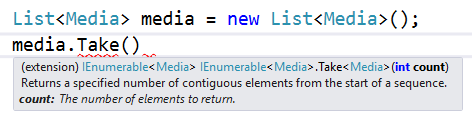 List<Media> media = new List<Media>();
media.Take()
(extension) IEnumerable<Media> IEnumerable<Media>.Take<Media>(int count)
Returns a specified number of contiguous elements from the start of a sequence.
count: The number of elements to return.